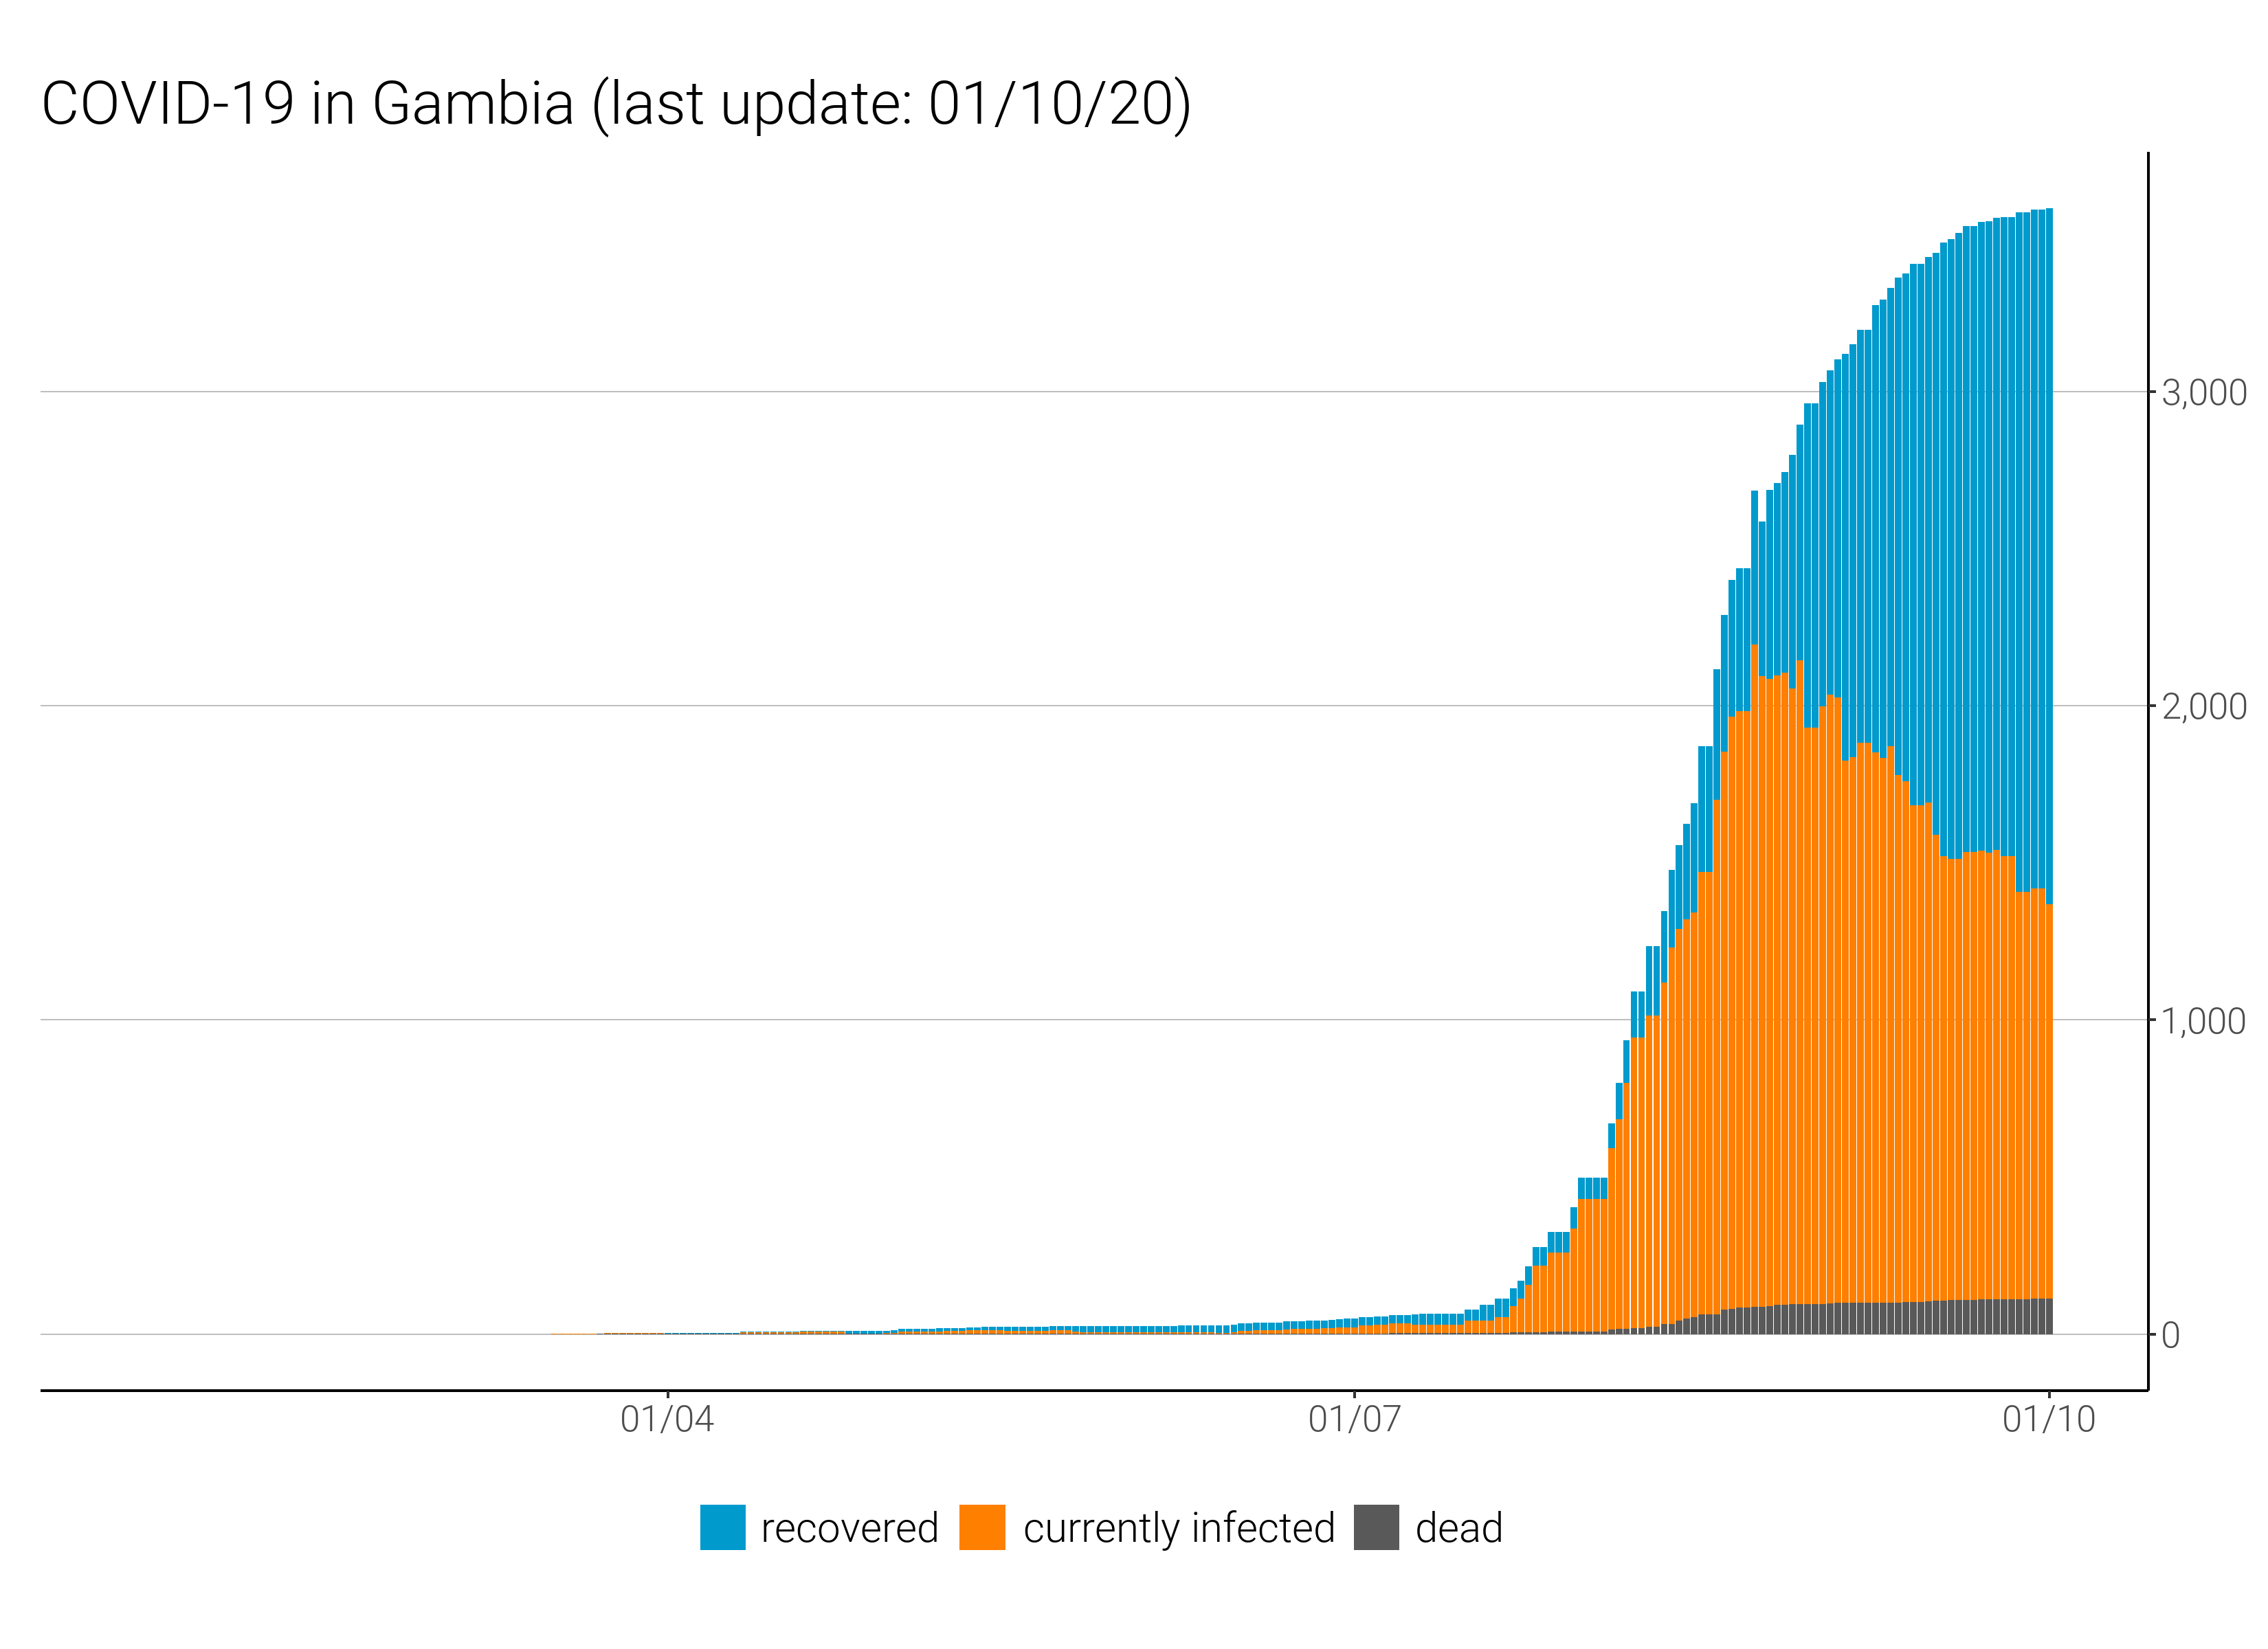 COVID-19 in Gambia (last update: 01/10/20)
3,000
2,000
1,000
0
01/04 01/07 01/10
recovered currently infected dead